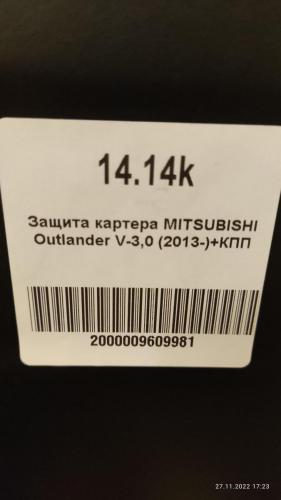 14.14k
Защита картера MITSUBISHI
Outlander V-3,0 (2013-)+КПП
2000009609981
27.11.2022 17:23